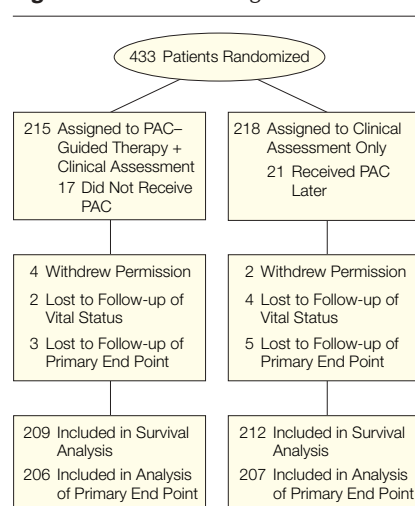 433 Patients Randomized
215 Assigned to PAC–
Guided Therapy +
Clinical Assessment
17 Did Not Receive
PAC
218 Assigned to Clinical
Assessment Only
21 Received PAC
Later
4 Withdrew Permission
2 Lost to Follow-up of
Vital Status
3 Lost to Follow-up of
Primary End Point
2 Withdrew Permission
4 Lost to Follow-up of
Vital Status
5 Lost to Follow-up of
Primary End Point
209 Included in Survival
Analysis
206 Included in Analysis
of Primary End Point
212 Included in Survival
Analysis
207 Included in Analysis
of Primary End Point